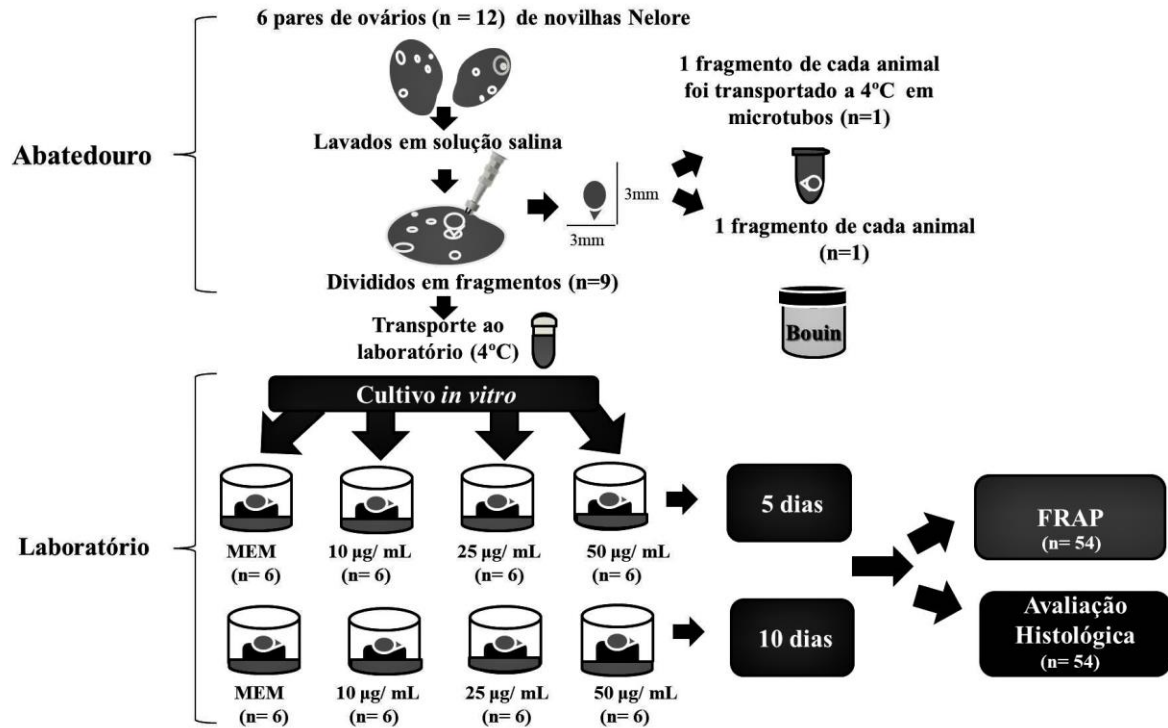 6 pares de ovários (n = 12) de novilhas Nelore
1 fragmento de cada animal
foi transportado a 4ºC em
microtubos (n=1)
Abatedouro
Lavados em solução salina
3mm
3mm
1 fragmento de cada animal
(n=1)
Divididos em fragmentos (n=9)
Bouin
Transporte ao
laboratório (4ºC)
Cultivo in vitro
Laboratório
MEM
(n= 6)
10 µg/ mL
(n= 6)
25 µg/ mL
(n= 6)
50 µg/ mL
(n= 6)
5 dias
MEM
(n= 6)
10 µg/ mL
(n= 6)
25 µg/ mL
(n= 6)
50 µg/ mL
(n= 6)
10 dias
FRAP
(n= 54)
Avaliação
Histológica
(n= 54)